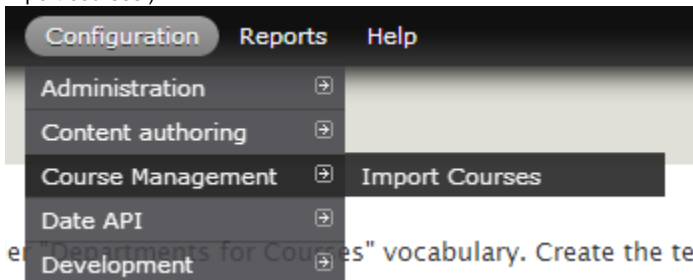 Configuration Reports Help
Administration
Content authoring
Course Management Import Courses
Date API
er "Departments for Courses" vocabulary. Create the te
Development